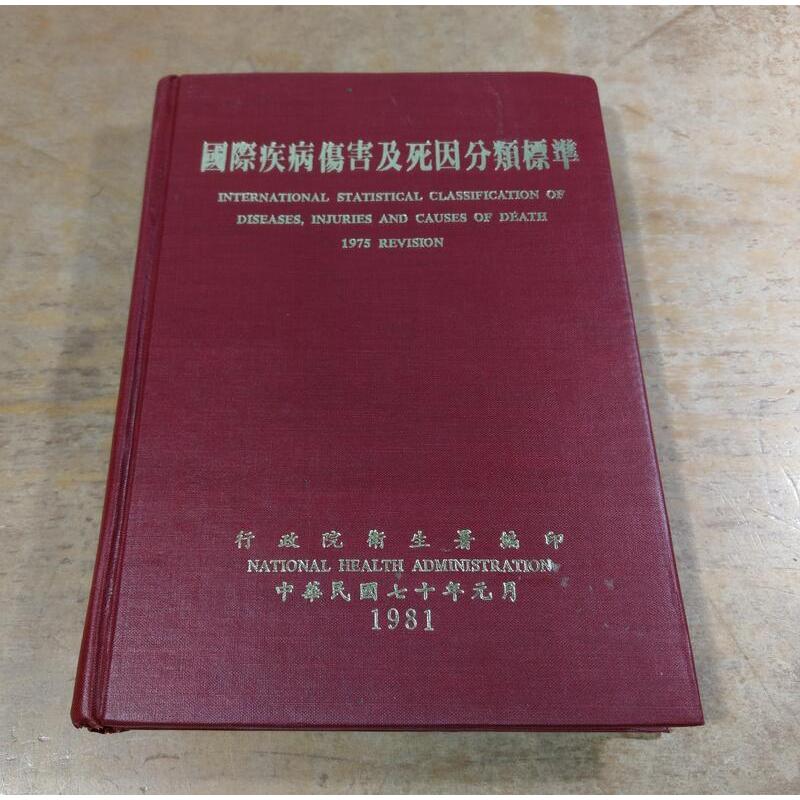 國際疾病傷害及死因分類標準
INTERNATIONAL STATISTICAL CLASSIFICATION OF
DISEASES, INJURIES AND CAUSES OF DEATH
1975 REVISION
行政院衛生署編印
NATIONAL HEALTH ADMINISTRATION
中華民國七十年元月
1981